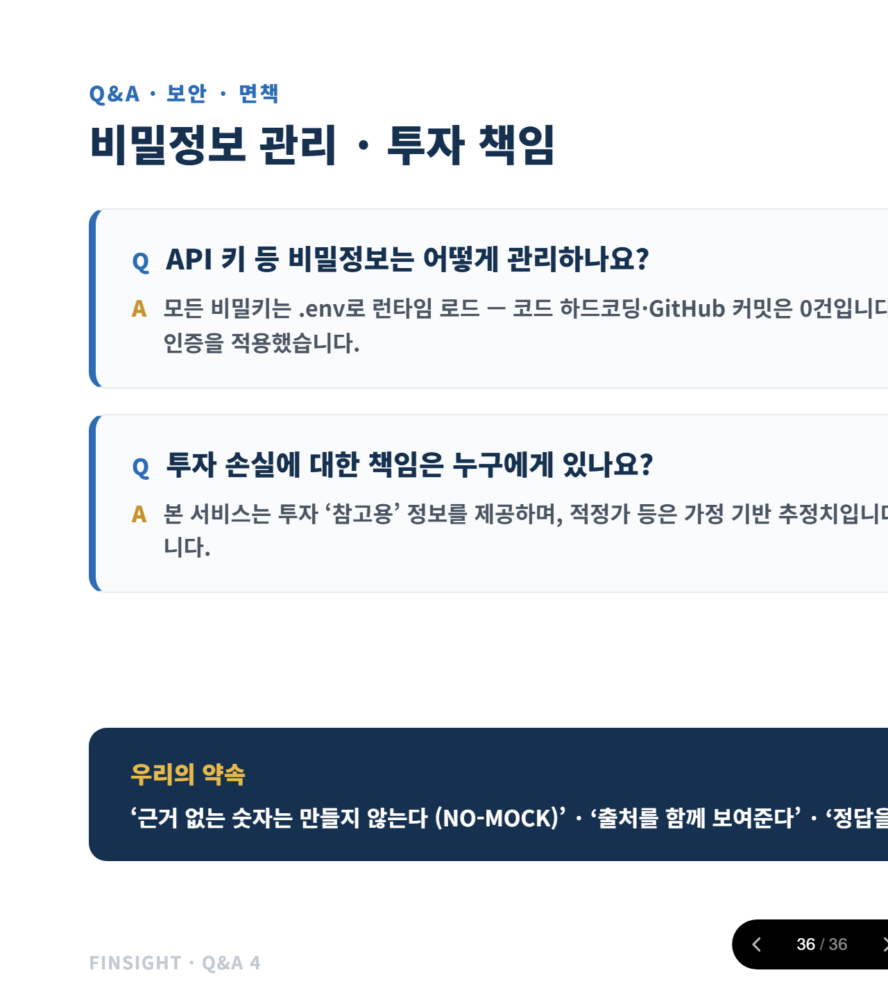 Q&A · 보안 · 면책
비밀정보 관리 · 투자 책임
Q API 키 등 비밀정보는 어떻게 관리하나요?
A 모든 비밀키는 .env로 런타임 로드 — 코드 하드코딩·GitHub 커밋은 0건입니다
인증을 적용했습니다.
Q 투자 손실에 대한 책임은 누구에게 있나요?
A 본 서비스는 투자 ‘참고용’ 정보를 제공하며, 적정가 등은 가정 기반 추정치입니다
니다.
우리의 약속
‘근거 없는 숫자는 만들지 않는다 (NO-MOCK)’ · ‘출처를 함께 보여준다’ · ‘정답을
36 / 36
FINSIGHT · Q&A 4